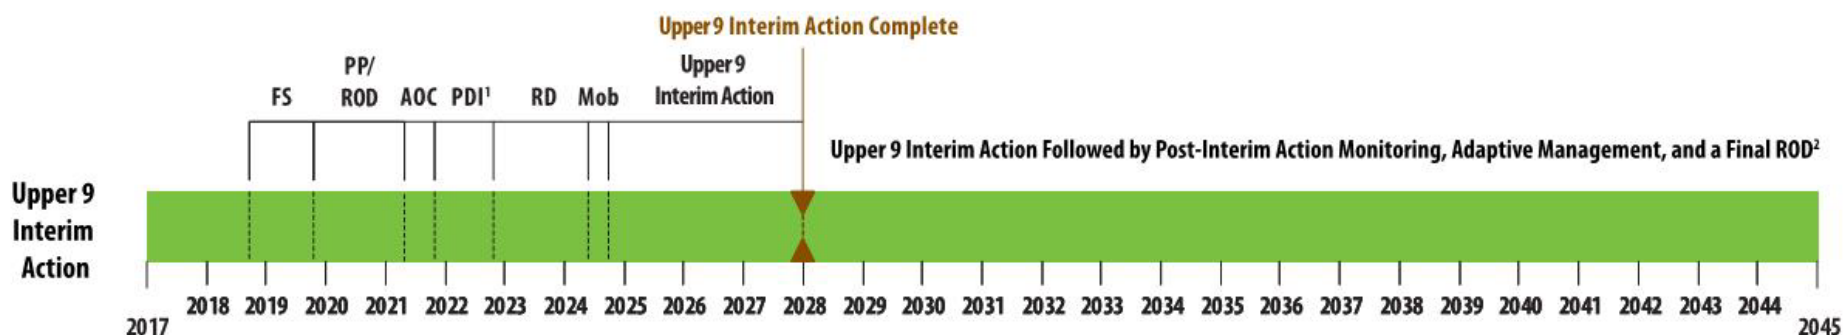 Upper 9 Interim Action Complete
PP/
ROD
Upper 9
Interim Action
FS
AOC
PDI¹
RD
Mob
Upper 9 Interim Action Followed by Post-Interim Action Monitoring, Adaptive Management, and a Final ROD²
Upper 9
Interim
Action
2017
2018 2019 2020 2021 2022 2023 2024 2025 2026 2027 2028 2029 2030 2031 2032 2033 2034 2035 2036 2037 2038 2039 2040 2041 2042 2043 2044
2045